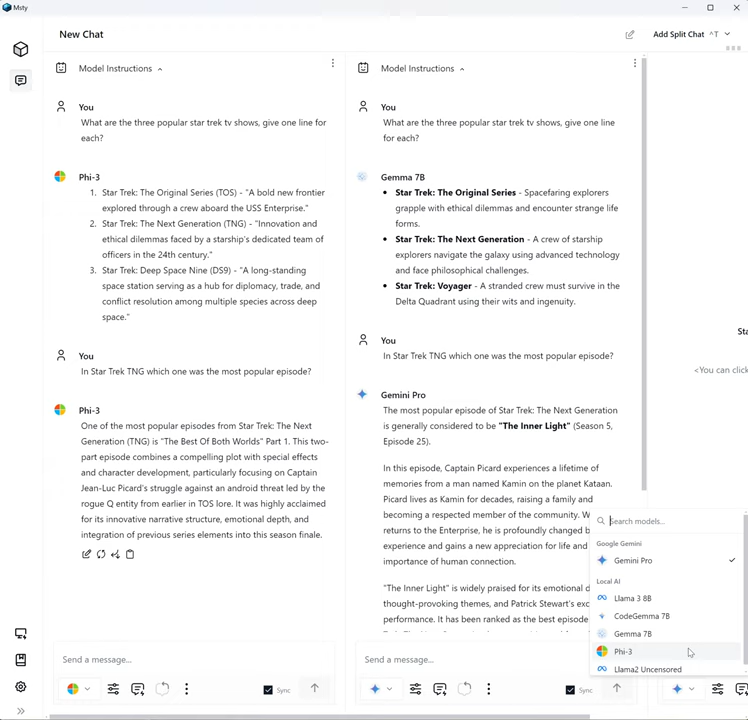 Msty
New Chat
Add Split Chat ^T
Model Instructions
You
What are the three popular star trek tv shows, give one line for
each?
Phi-3
1. Star Trek: The Original Series (TOS) - "A bold new frontier
explored through a crew aboard the USS Enterprise."
2. Star Trek: The Next Generation (TNG) - "Innovation and
ethical dilemmas faced by a starship's dedicated team of
officers in the 24th century."
3. Star Trek: Deep Space Nine (DS9) - "A long-standing
space station serving as a hub for diplomacy, trade, and
conflict resolution among multiple species across deep
space."
You
In Star Trek TNG which one was the most popular episode?
Phi-3
One of the most popular episodes from Star Trek: The Next
Generation (TNG) is "The Best Of Both Worlds" Part 1. This two-
part episode combines a compelling plot with special effects
and character development, particularly focusing on Captain
Jean-Luc Picard's struggle against an android threat led by the
rogue Q entity from earlier in TOS lore. It was highly acclaimed
for its innovative narrative structure, emotional depth, and
integration of previous series elements into this season finale.
Send a message...
Sync
Model Instructions
You
What are the three popular star trek tv shows, give one line
for each?
Gemma 7B
• Star Trek: The Original Series - Spacefaring explorers
grapple with ethical dilemmas and encounter strange life
forms.
• Star Trek: The Next Generation - A crew of starship
explorers navigate the galaxy using advanced technology
and face philosophical challenges.
• Star Trek: Voyager - A stranded crew must survive in the
Delta Quadrant using their wits and ingenuity.
You
In Star Trek TNG which one was the most popular episode?
Gemini Pro
The most popular episode of Star Trek: The Next Generation
is generally considered to be "The Inner Light" (Season 5,
Episode 25).
In this episode, Captain Picard experiences a lifetime of
memories from a man named Kamin on the planet Kataan.
Picard lives as Kamin for decades, raising a family and
becoming a respected member of the community. W
returns to the Enterprise, he is profoundly changed b
experience and gains a new appreciation for life and
importance of human connection.
"The Inner Light" is widely praised for its emotional d
thought-provoking themes, and Patrick Stewart's exc
performance. It has been ranked as the best episode
Send a message...
Sync
Sta
<You can click
Search models...
Google Gemini
Gemini Pro
Local AI
Llama 3 8B
CodeGemma 7B
Gemma 7B
Phi-3
Llama2 Uncensored